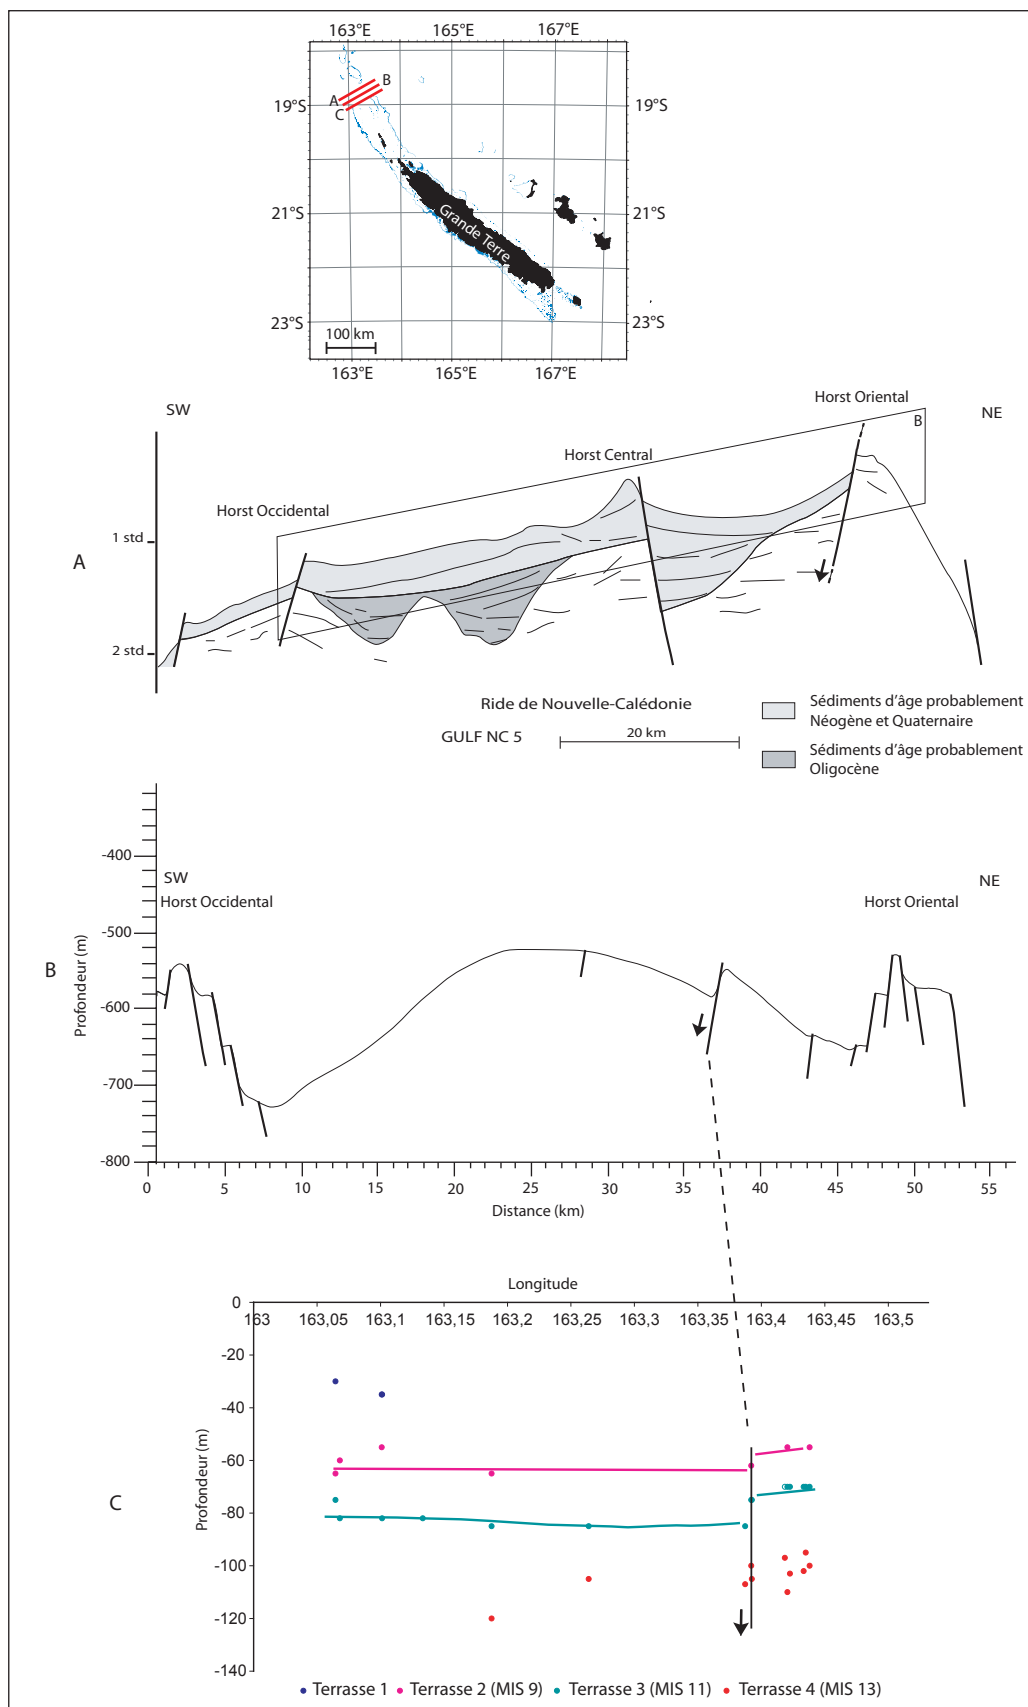 163°E 165°E 167°E
B
A
C
19°S 19°S
21°S 21°S
Grande Terre
23°S 23°S
100 km
163°E 165°E 167°E
SW
NE
Horst Oriental
B
Horst Central
Horst Occidental
1 std
A
2 std
Ride de Nouvelle-Calédonie
GULF NC 5
20 km
Sédiments d'âge probablement
Néogène et Quaternaire
Sédiments d'âge probablement
Oligocène
-400
SW
NE
Horst Occidental
Horst Oriental
-500
B
Profondeur (m)
-600
-700
-800
0 5 10 15 20 25 30 35 40 45 50 55
Distance (km)
Longitude
0
163 163,05 163,1 163,15 163,2 163,25 163,3 163,35 163,4 163,45 163,5
-20
-40
-60
Profondeur (m)
C
-80
-100
-120
-140
Terrasse 1 Terrasse 2 (MIS 9) Terrasse 3 (MIS 11) Terrasse 4 (MIS 13)